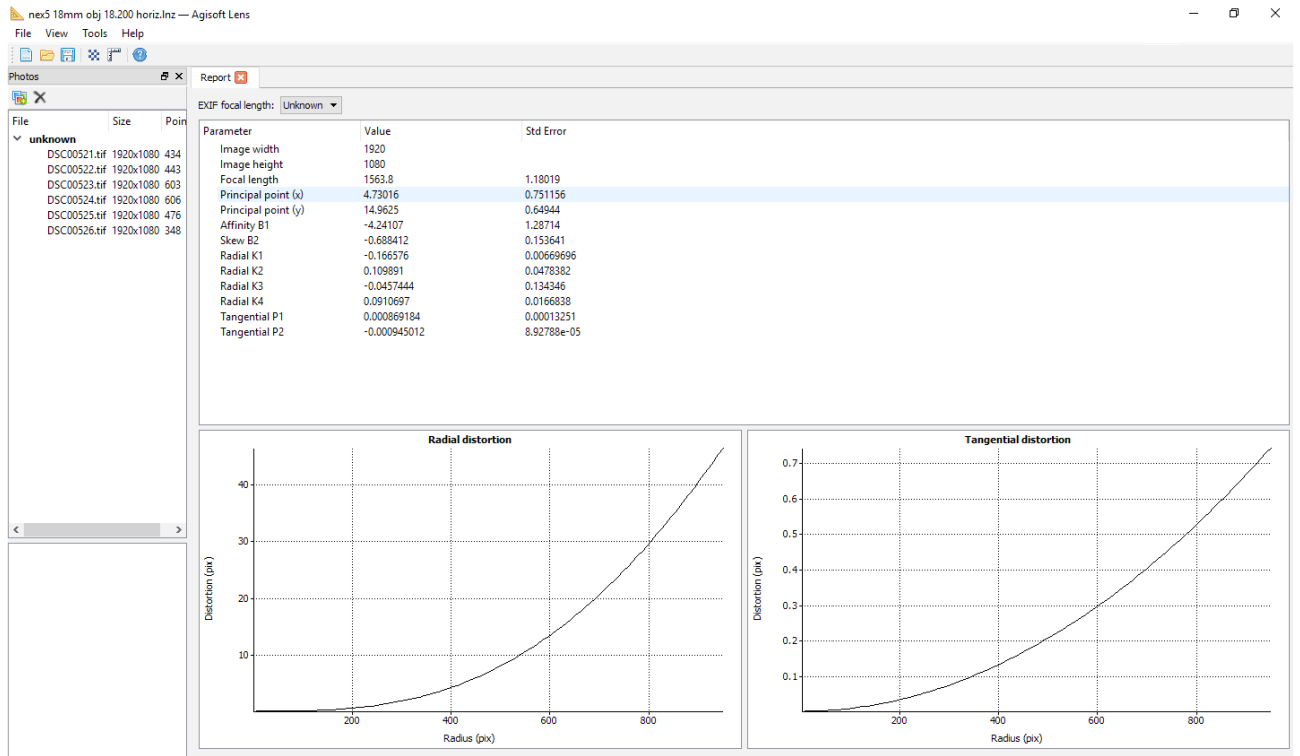 nex5 18mm obj 18.200 horiz.lnz — Agisoft Lens
File View Tools Help
Photos
File Size Poin
unknown
DSC00521.tif 1920x1080 434
DSC00522.tif 1920x1080 443
DSC00523.tif 1920x1080 603
DSC00524.tif 1920x1080 606
DSC00525.tif 1920x1080 476
DSC00526.tif 1920x1080 348
Report
EXIF focal length: Unknown
Parameter Value Std Error
Image width 1920
Image height 1080
Focal length 1563.8 1.18019
Principal point (x) 4.73016 0.751156
Principal point (y) 14.9625 0.64944
Affinity B1 -4.24107 1.28714
Skew B2 -0.688412 0.153641
Radial K1 -0.166576 0.00669696
Radial K2 0.109891 0.0478382
Radial K3 -0.0457444 0.134346
Radial K4 0.0910697 0.0166838
Tangential P1 0.000869184 0.00013251
Tangential P2 -0.000945012 8.92788e-05
Radial distortion
Distortion (pix)
40
30
20
10
200 400 600 800
Radius (pix)
Tangential distortion
Distortion (pix)
0.7
0.6
0.5
0.4
0.3
0.2
0.1
200 400 600 800
Radius (pix)